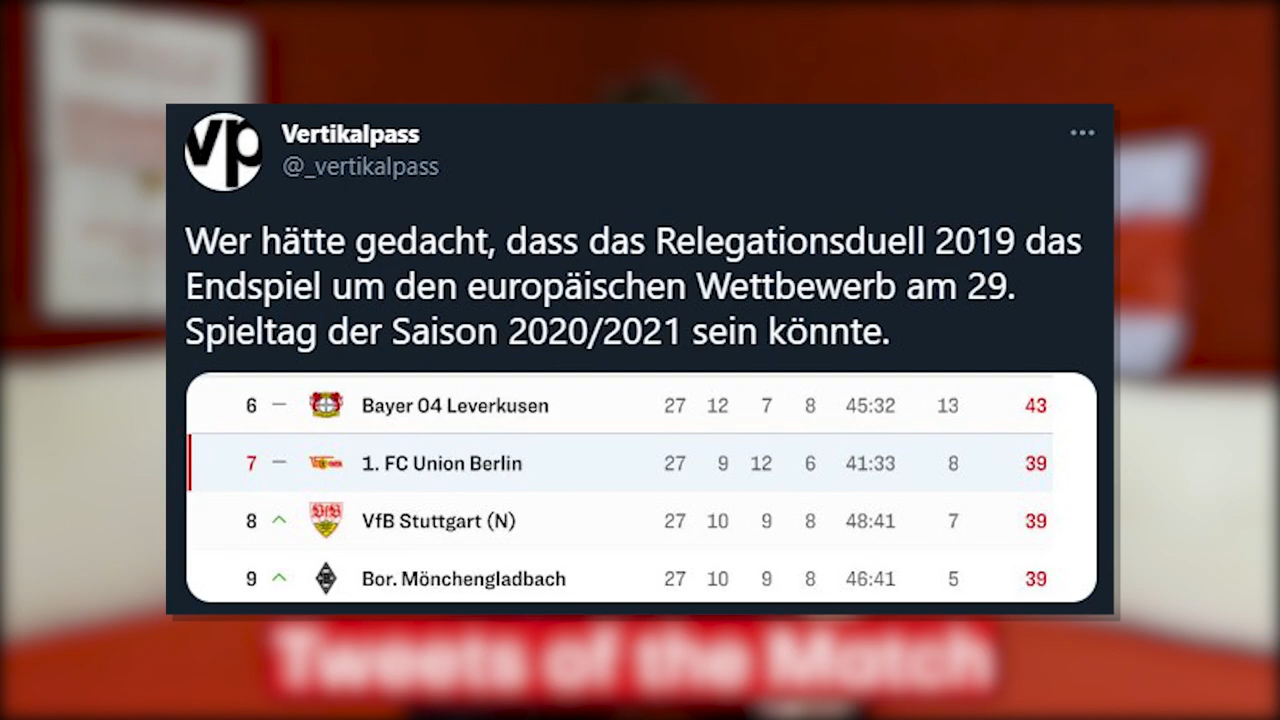 vp
Vertikalpass
@_vertikalpass
Wer hätte gedacht, dass das Relegationsduell 2019 das
Endspiel um den europäischen Wettbewerb am 29.
Spieltag der Saison 2020/2021 sein könnte.
6 – Bayer 04 Leverkusen 27 12 7 8 45:32 13 43
7 – 1. FC Union Berlin 27 9 12 6 41:33 8 39
8 VfB Stuttgart (N) 27 10 9 8 48:41 7 39
9 Bor. Mönchengladbach 27 10 9 8 46:41 5 39
Tweets of the Match